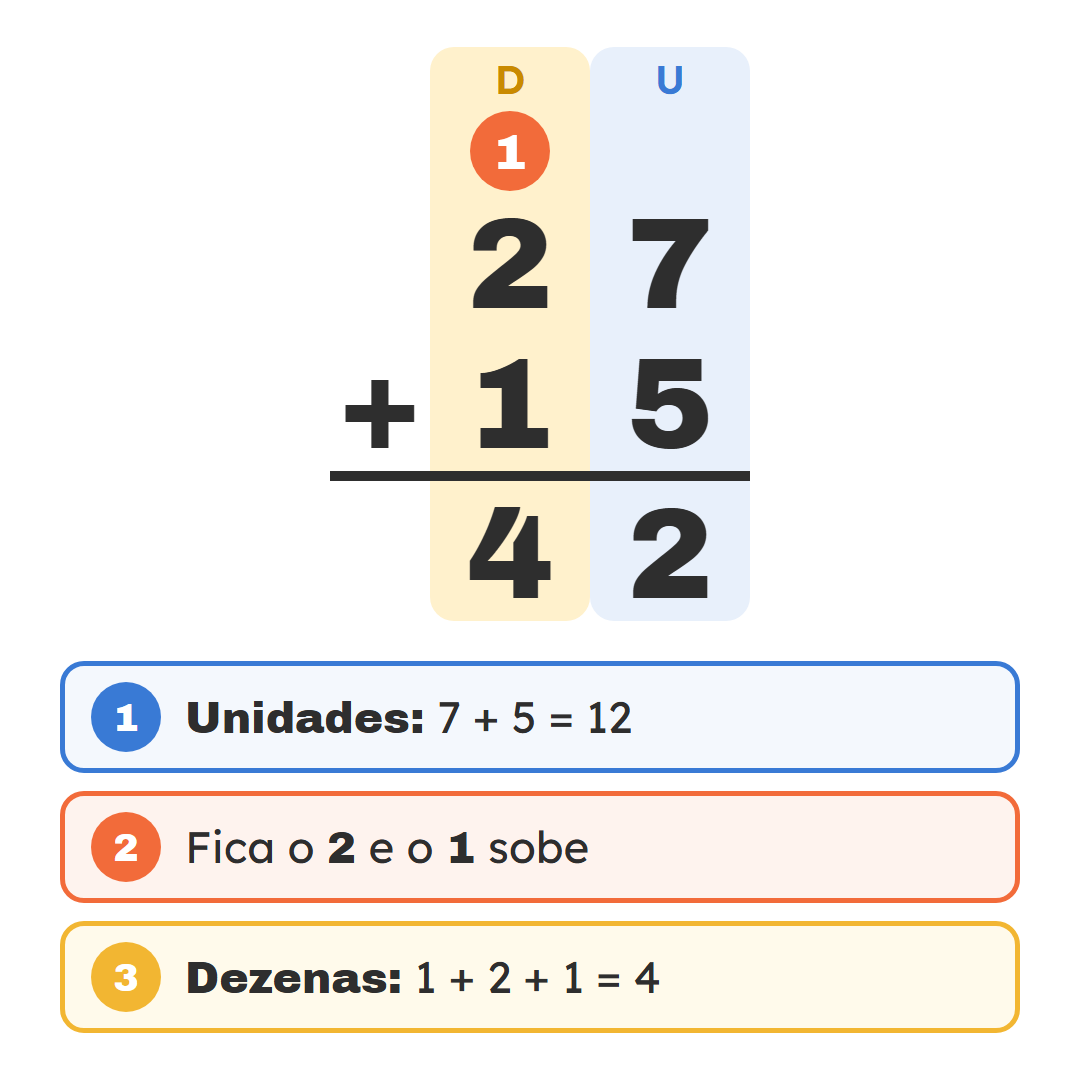 D U
1
2 7
+ 1 5
4 2
1 Unidades: 7 + 5 = 12
2 Fica o 2 e o 1 sobe
3 Dezenas: 1 + 2 + 1 = 4